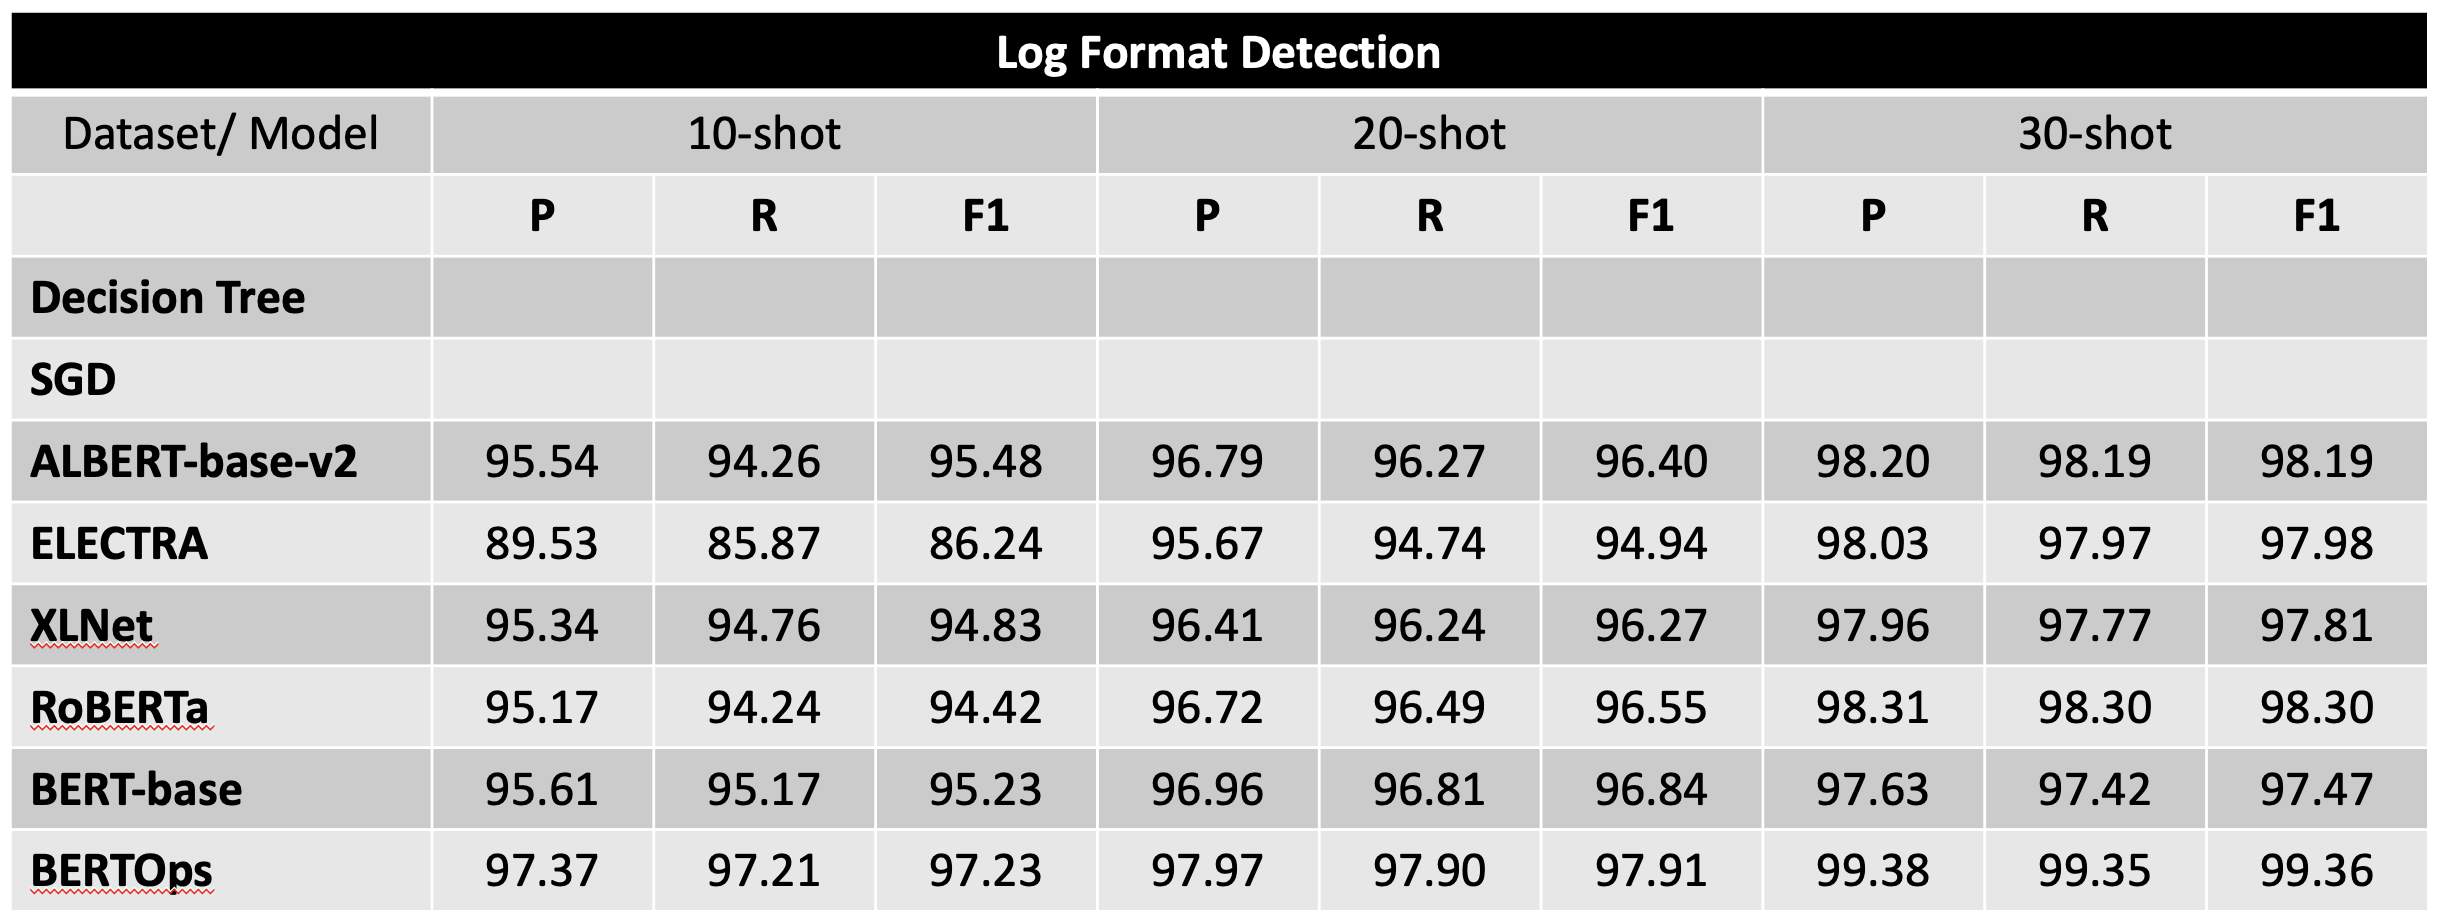 Log Format Detection
Dataset/ Model 10-shot 20-shot 30-shot
P R F1 P R F1 P R F1
Decision Tree
SGD
ALBERT-base-v2 95.54 94.26 95.48 96.79 96.27 96.40 98.20 98.19 98.19
ELECTRA 89.53 85.87 86.24 95.67 94.74 94.94 98.03 97.97 97.98
XLNet 95.34 94.76 94.83 96.41 96.24 96.27 97.96 97.77 97.81
RoBERTa 95.17 94.24 94.42 96.72 96.49 96.55 98.31 98.30 98.30
BERT-base 95.61 95.17 95.23 96.96 96.81 96.84 97.63 97.42 97.47
BERTOps 97.37 97.21 97.23 97.97 97.90 97.91 99.38 99.35 99.36